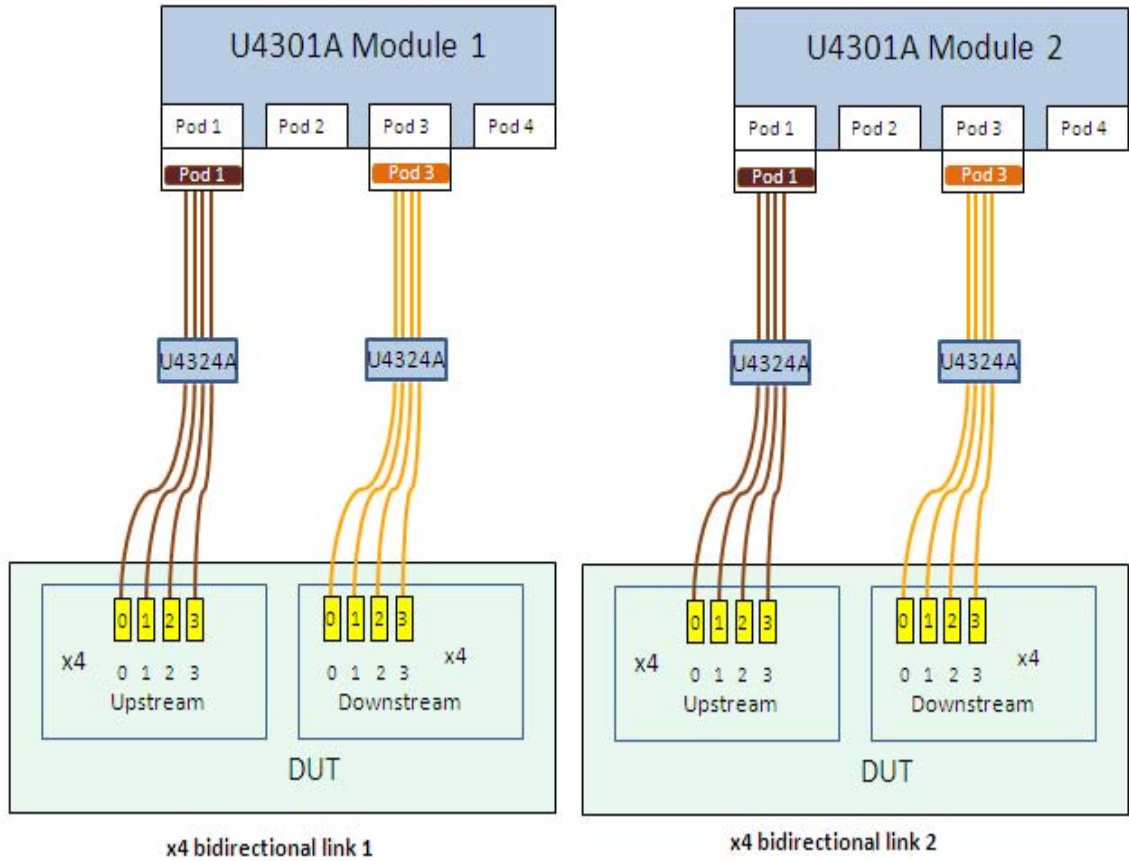 U4301A Module 1
Pod 1 Pod 2 Pod 3 Pod 4
Pod 1 Pod 3
U4324A U4324A
0 1 2 3 0 1 2 3
x4 x4
0 1 2 3 0 1 2 3
Upstream Downstream
DUT
x4 bidirectional link 1
U4301A Module 2
Pod 1 Pod 2 Pod 3 Pod 4
Pod 1 Pod 3
U4324A U4324A
0 1 2 3 0 1 2 3
x4 x4
0 1 2 3 0 1 2 3
Upstream Downstream
DUT
x4 bidirectional link 2